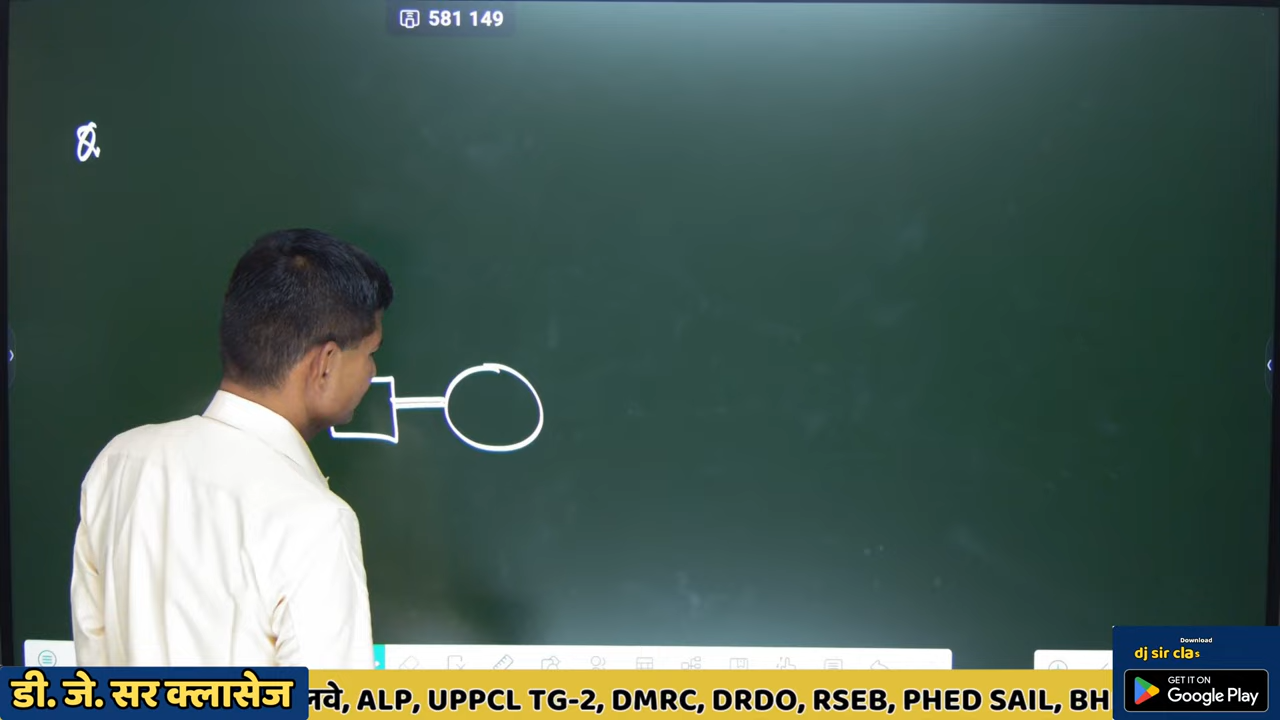 581 149
Q.
Download
dj sir clas
GET IT ON
Google Play
डी. जे. सर क्लासेज
लवे, ALP, UPPCL TG-2, DMRC, DRDO, RSEB, PHED SAIL, BH